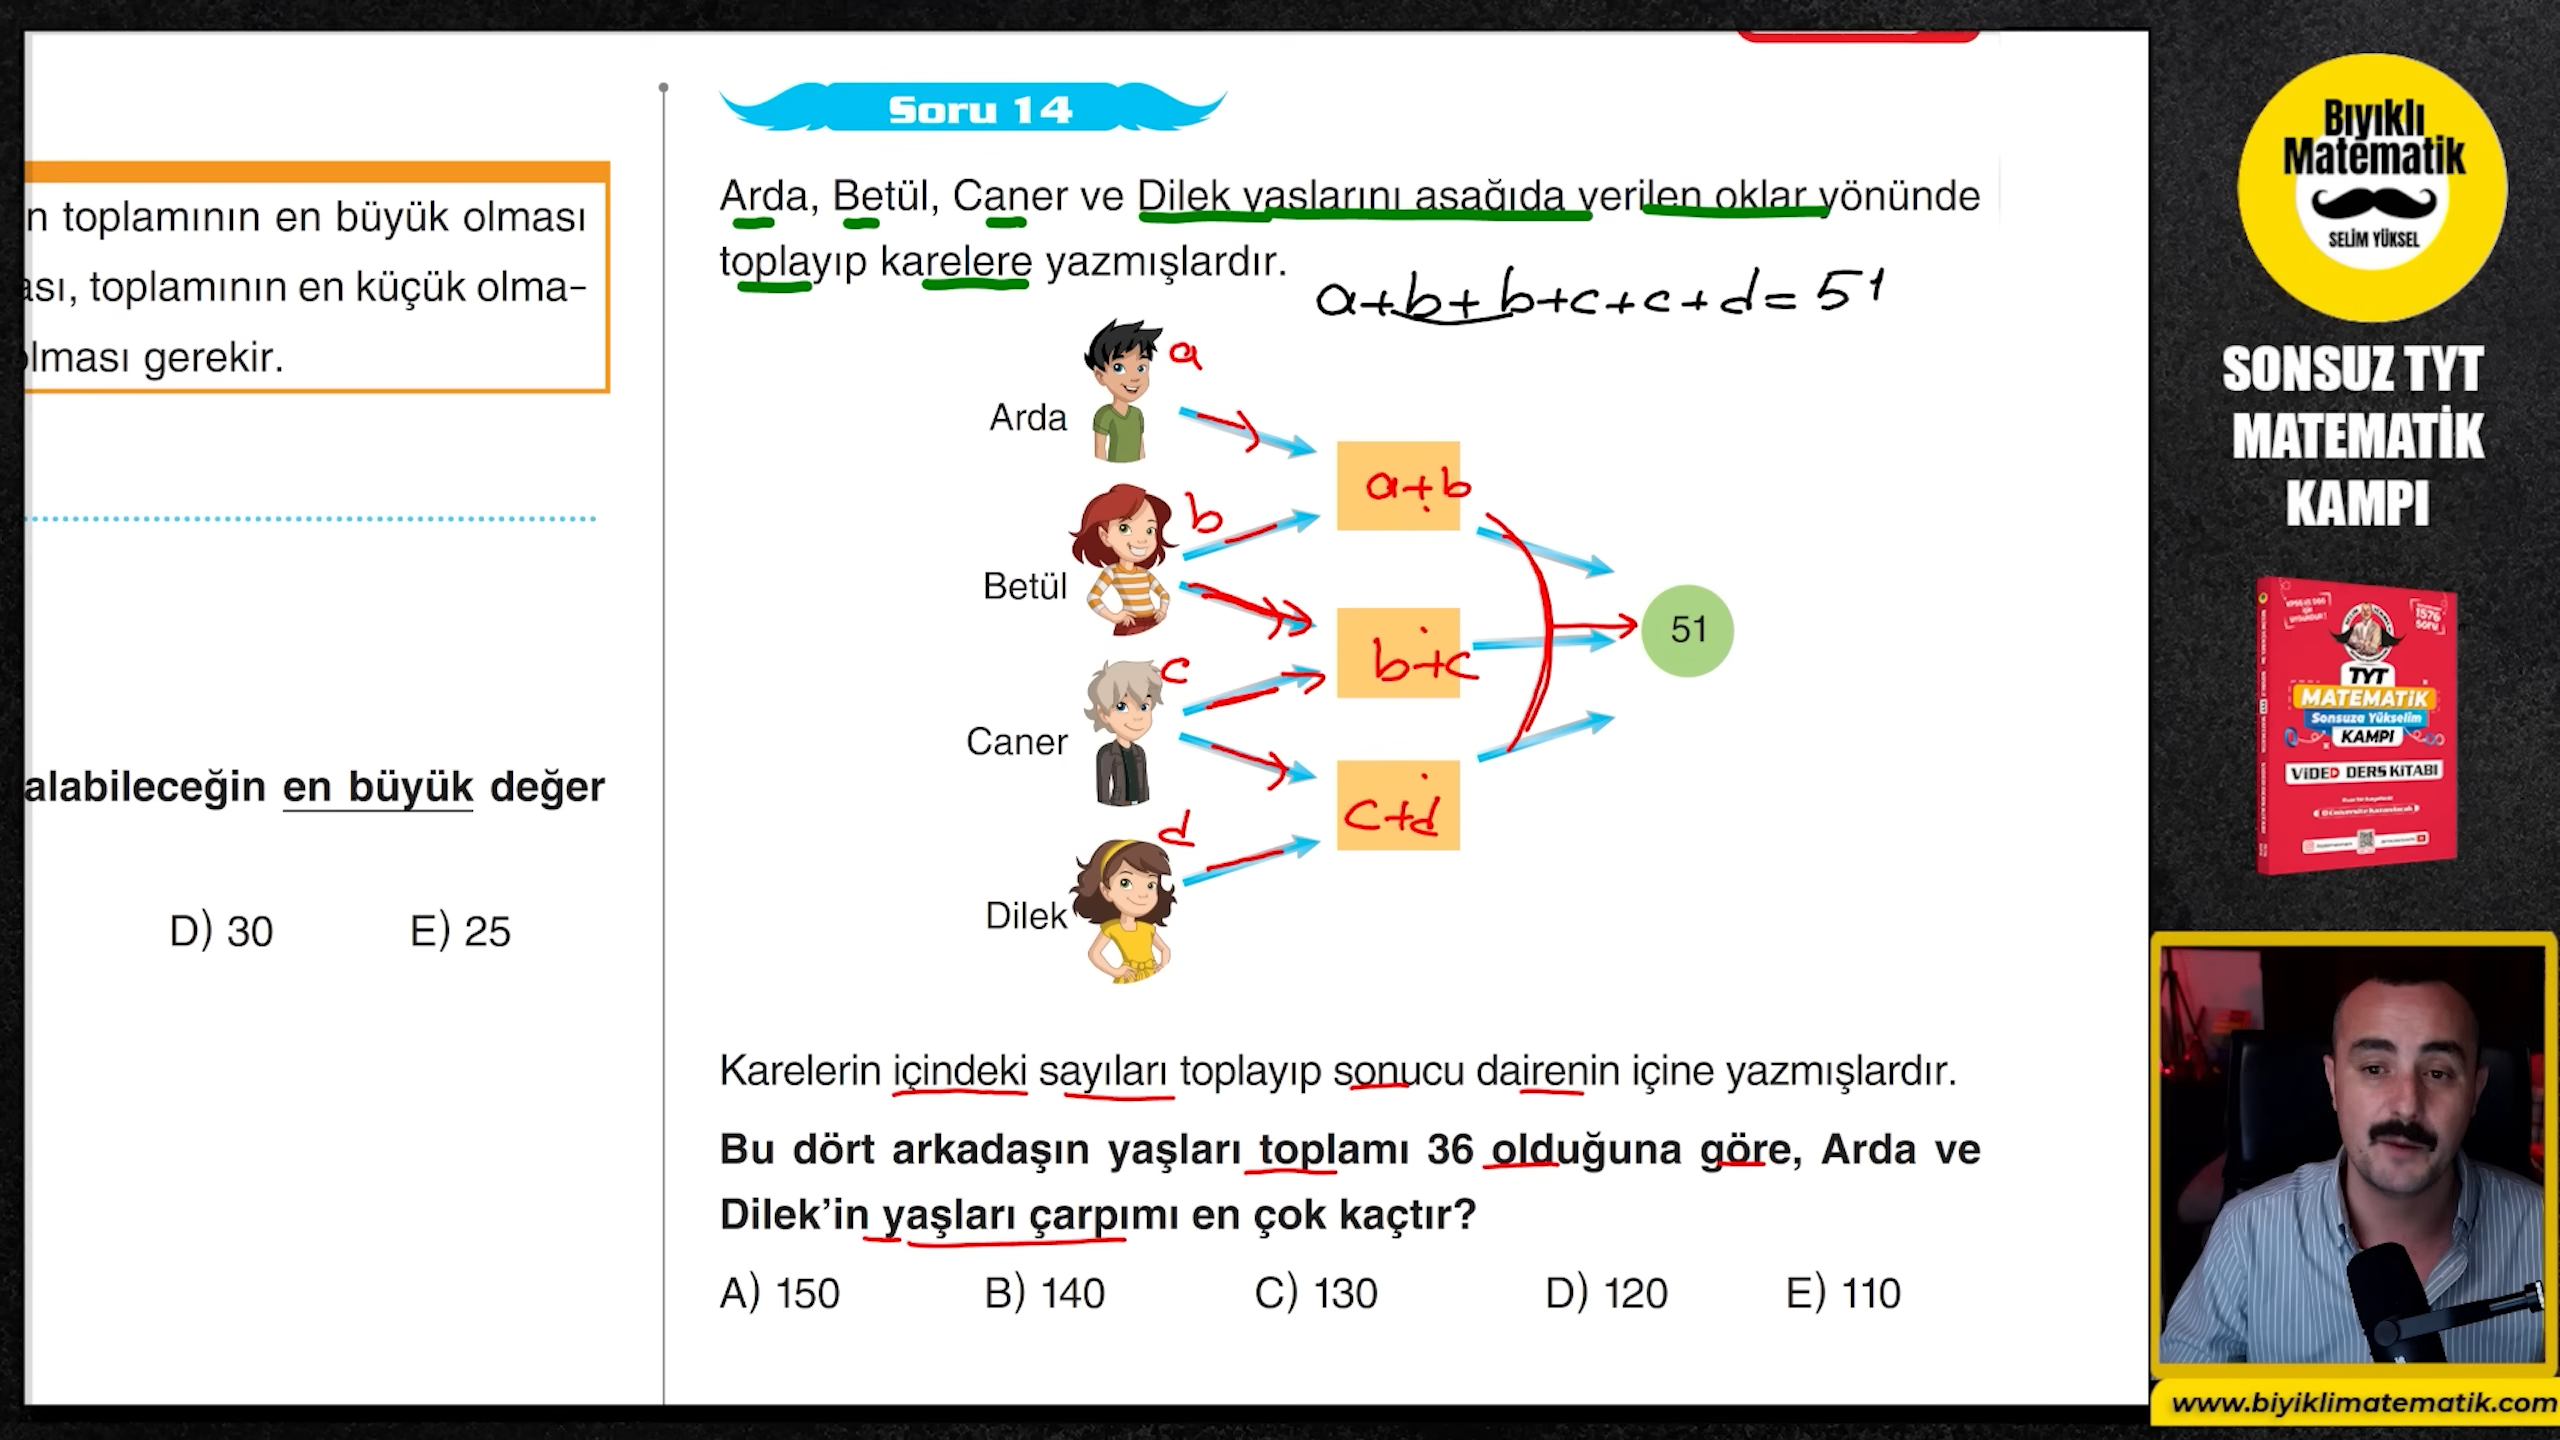 n toplamının en büyük olması
ası, toplamının en küçük olma-
olması gerekir.
alabileceğin en büyük değer
D) 30
E) 25
Soru 14
Arda, Betül, Caner ve Dilek yaşlarını aşağıda verilen oklar yönünde
toplayıp karelere yazmışlardır.
a+b+b+c+c+d=51
a
Arda
a+b
b
Betül
b+c
51
c
Caner
c+d
d
Dilek
Karelerin içindeki sayıları toplayıp sonucu dairenin içine yazmışlardır.
Bu dört arkadaşın yaşları toplamı 36 olduğuna göre, Arda ve
Dilek'in yaşları çarpımı en çok kaçtır?
A) 150
B) 140
C) 130
D) 120
E) 110
Bıyıklı
Matematik
SELİM YÜKSEL
SONSUZ TYT
MATEMATİK
KAMPI
1576
TYT
MATEMATİK
Sonsuza Yükselim
KAMPI
VİDEO DERS KİTABI
www.biyiklimatematik.com